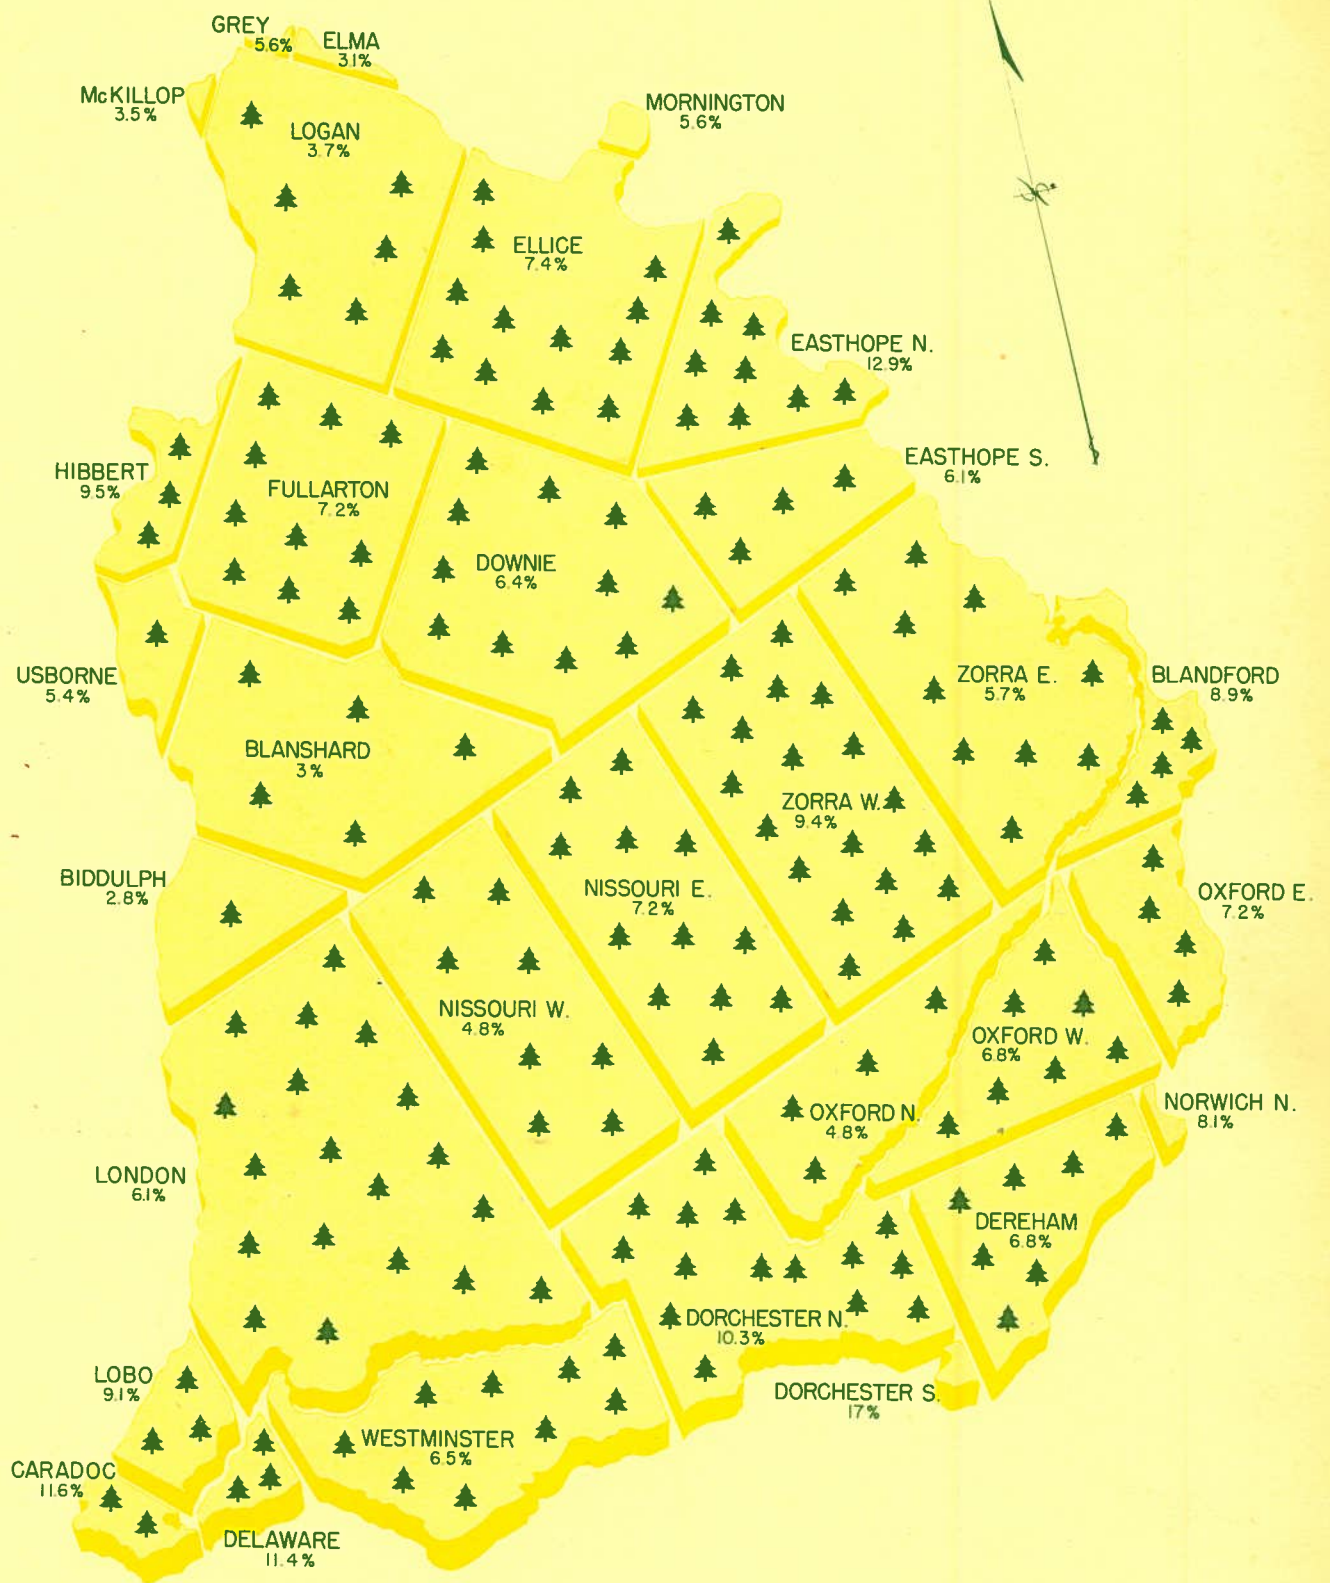 GREY
5.6%
ELMA
3.1%
McKILLOP
3.5%
LOGAN
3.7%
MORNINGTON
5.6%
ELLICE
7.4%
EASTHOPE N.
12.9%
EASTHOPE S.
6.1%
HIBBERT
9.5%
FULLARTON
7.2%
DOWNIE
6.4%
USBORNE
5.4%
ZORRA E.
5.7%
BLANDFORD
8.9%
BLANSHARD
3%
ZORRA W.
9.4%
BIDDULPH
2.8%
NISSOURI E.
7.2%
OXFORD E.
7.2%
NISSOURI W.
4.8%
OXFORD W.
6.8%
OXFORD N.
4.8%
NORWICH N.
8.1%
LONDON
6.1%
DEREHAM
6.8%
DORCHESTER N.
10.3%
LOBO
9.1%
DORCHESTER S.
17%
WESTMINSTER
6.5%
CARADOC
11.6%
DELAWARE
11.4%